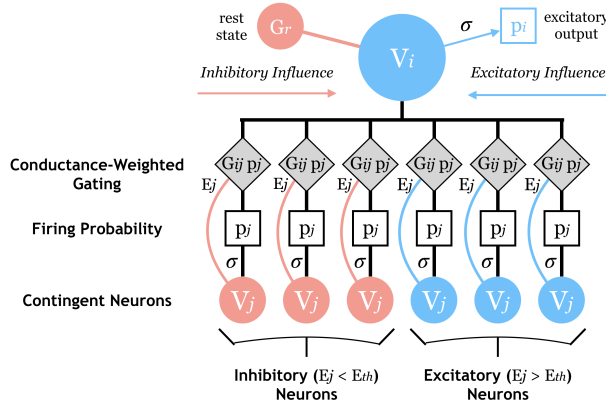 rest
state
Gr
Vi
σ
pi
excitatory
output
Inhibitory Influence
Excitatory Influence
Conductance-Weighted
Gating
Gij pj Gij pj Gij pj Gij pj Gij pj Gij pj
Ej Ej Ej Ej Ej Ej
Firing Probability
pj pj pj pj pj pj
σ σ σ σ σ σ
Contingent Neurons
Vj Vj Vj Vj Vj Vj
Inhibitory (Ej < Eth)
Neurons
Excitatory (Ej > Eth)
Neurons